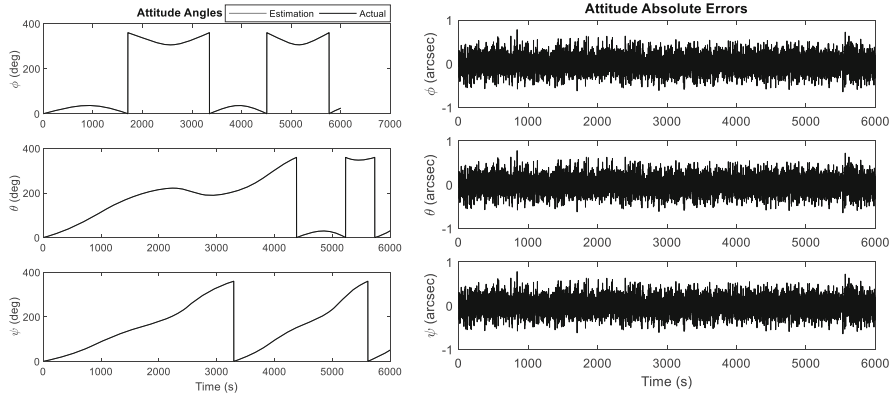 Attitude Angles
Estimation Actual
400
200
0
ϕ (deg)
0 1000 2000 3000 4000 5000 6000 7000
400
200
0
θ (deg)
0 1000 2000 3000 4000 5000 6000
400
200
0
ψ (deg)
0 1000 2000 3000 4000 5000 6000
Time (s)
Attitude Absolute Errors
1
0
-1
ϕ (arcsec)
0 1000 2000 3000 4000 5000 6000
1
0
-1
θ (arcsec)
0 1000 2000 3000 4000 5000 6000
1
0
-1
ψ (arcsec)
0 1000 2000 3000 4000 5000 6000
Time (s)